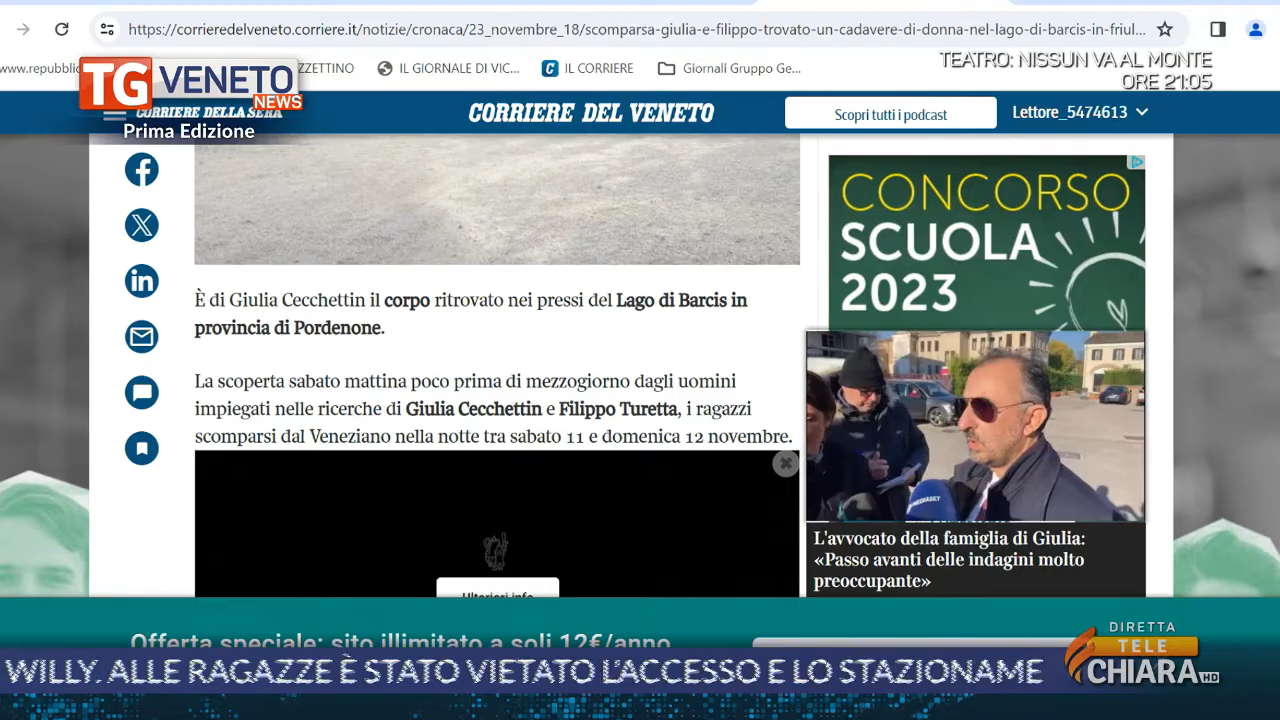 https://corrieredelveneto.corriere.it/notizie/cronaca/23_novembre_18/scomparsa-giulia-e-filippo-trovato-un-cadavere-di-donna-nel-lago-di-barcis-in-friul...
www.repubblic
ZZETTINO
IL GIORNALE DI VIC...
IL CORRIERE
Giornali Gruppo Ge...
TEATRO: NISSUN VA AL MONTE
ORE 21:05
TG VENETO
NEWS
Prima Edizione
CORRIERE DELLA SERA
CORRIERE DEL VENETO
Scopri tutti i podcast
Lettore_5474613
CONCORSO
SCUOLA
2023
È di Giulia Cecchettin il corpo ritrovato nei pressi del Lago di Barcis in
provincia di Pordenone.
La scoperta sabato mattina poco prima di mezzogiorno dagli uomini
impiegati nelle ricerche di Giulia Cecchettin e Filippo Turetta, i ragazzi
scomparsi dal Veneziano nella notte tra sabato 11 e domenica 12 novembre.
MEDIASET
L'avvocato della famiglia di Giulia:
«Passo avanti delle indagini molto
preoccupante»
Ulteriori info
Offerta speciale: sito illimitato a soli 12€/anno
WILLY. ALLE RAGAZZE È STATO VIETATO L'ACCESSO E LO STAZIONAME
DIRETTA
TELE
CHIARA HD